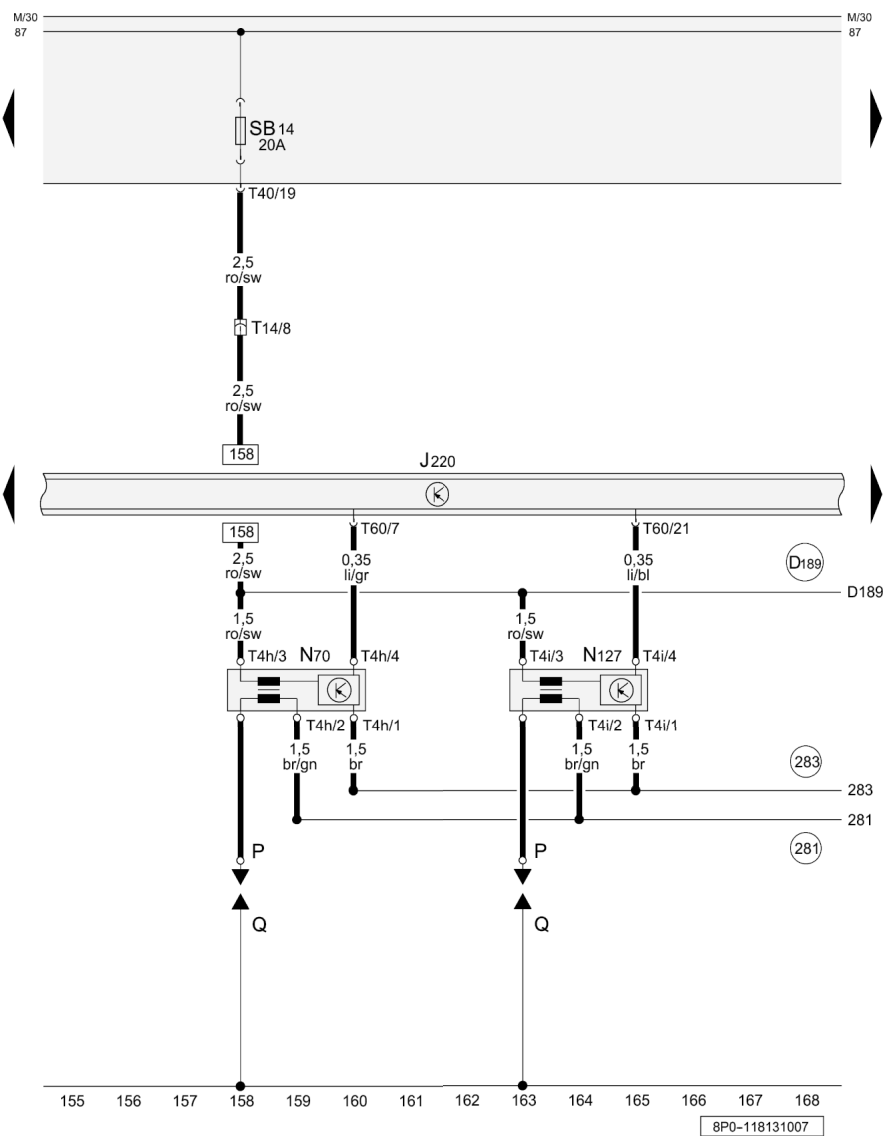 M/30
87
M/30
87
SB 14
20A
T40/19
2,5
ro/sw
T14/8
2,5
ro/sw
158
J220
158
T60/7
T60/21
2,5
ro/sw
0,35
li/gr
0,35
li/bl
D189
D189
1,5
ro/sw
1,5
ro/sw
T4h/3
N70
T4h/4
T4i/3
N127
T4i/4
T4h/2
T4h/1
T4i/2
T4i/1
1,5
br/gn
1,5
br
1,5
br/gn
1,5
br
283
283
281
281
P
P
Q
Q
155 156 157 158 159 160 161 162 163 164 165 166 167 168
8P0-118131007